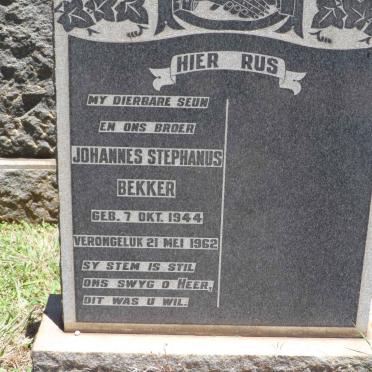 HIER RUS
MY DIERBARE SEUN
EN ONS BROER
JOHANNES STEPHANUS
BEKKER
GEB. 7 OKT. 1944
VERONGELUK 21 MEI 1962
SY STEM IS STIL
ONS SWYG O HEER,
DIT WAS U WIL.